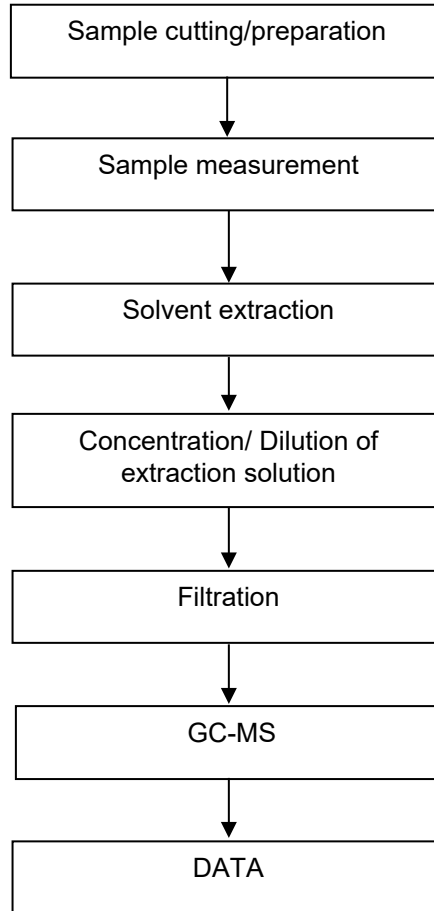 Sample cutting/preparation
Sample measurement
Solvent extraction
Concentration/ Dilution of
extraction solution
Filtration
GC-MS
DATA